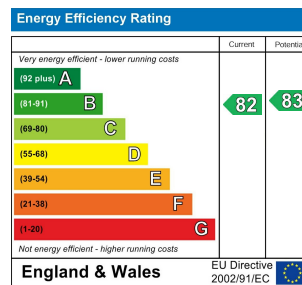 Energy Efficiency Rating
Current Potential
Very energy efficient - lower running costs
(92 plus) A
(81-91) B
82
83
(69-80) C
(55-68) D
(39-54) E
(21-38) F
(1-20) G
Not energy efficient - higher running costs
England & Wales
EU Directive
2002/91/EC